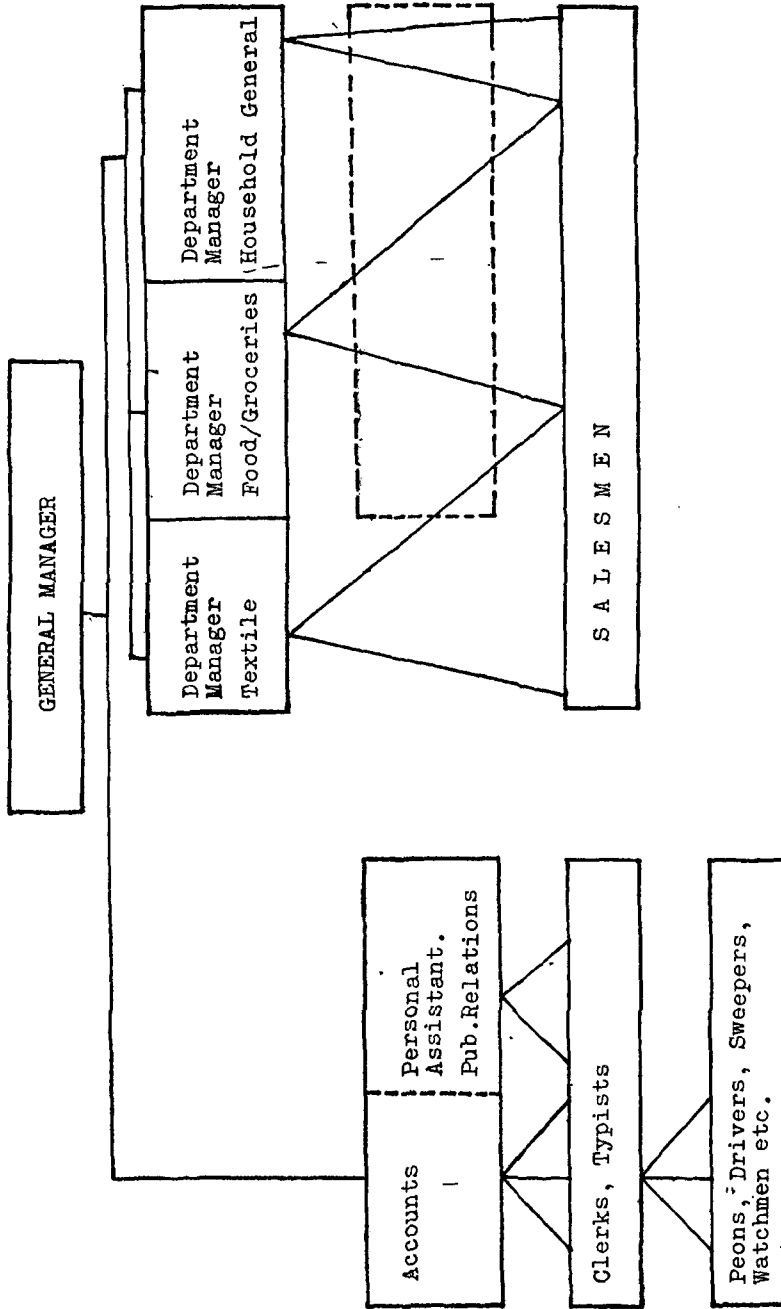 GENERAL MANAGER
Department
Manager
Textile
Department
Manager
Food/Groceries
Department
Manager
Household General
Accounts
Personal
Assistant.
Pub.Relations
Clerks, Typists
SALESMEN
Peons, Drivers, Sweepers,
Watchmen etc.